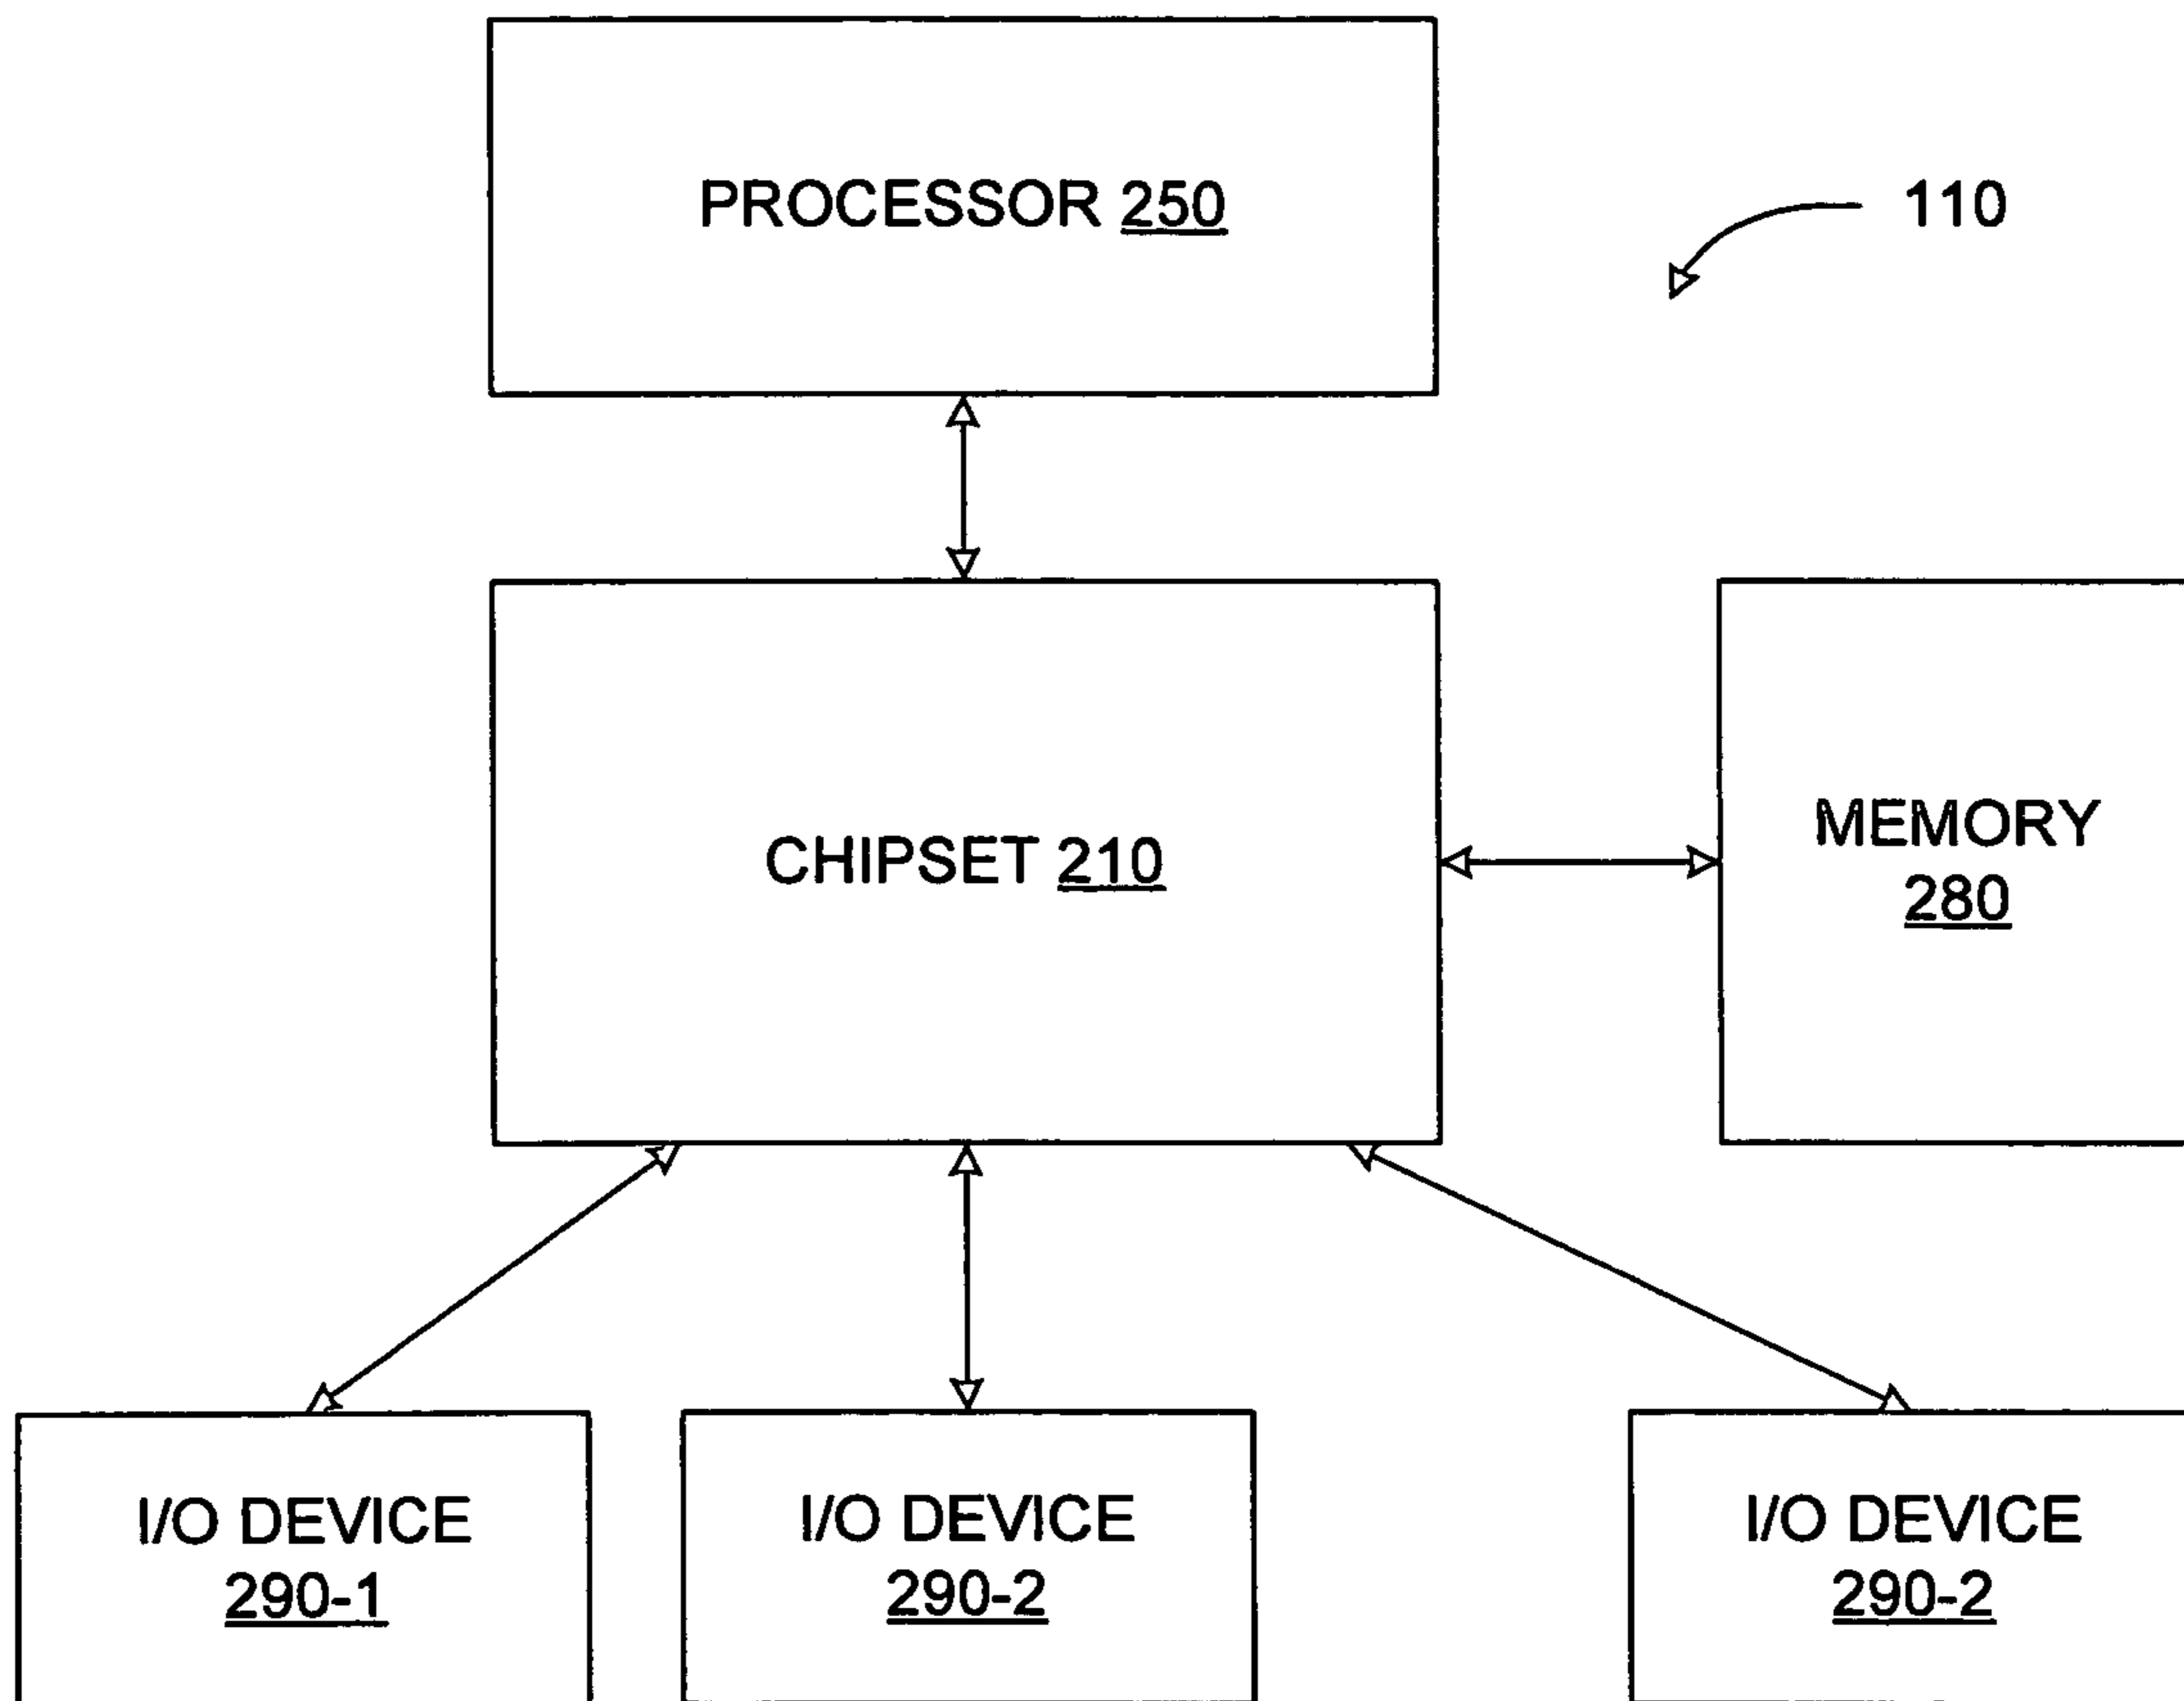 PROCESSOR 250
110
CHIPSET 210
MEMORY
280
I/O DEVICE
290-1
I/O DEVICE
290-2
I/O DEVICE
290-2